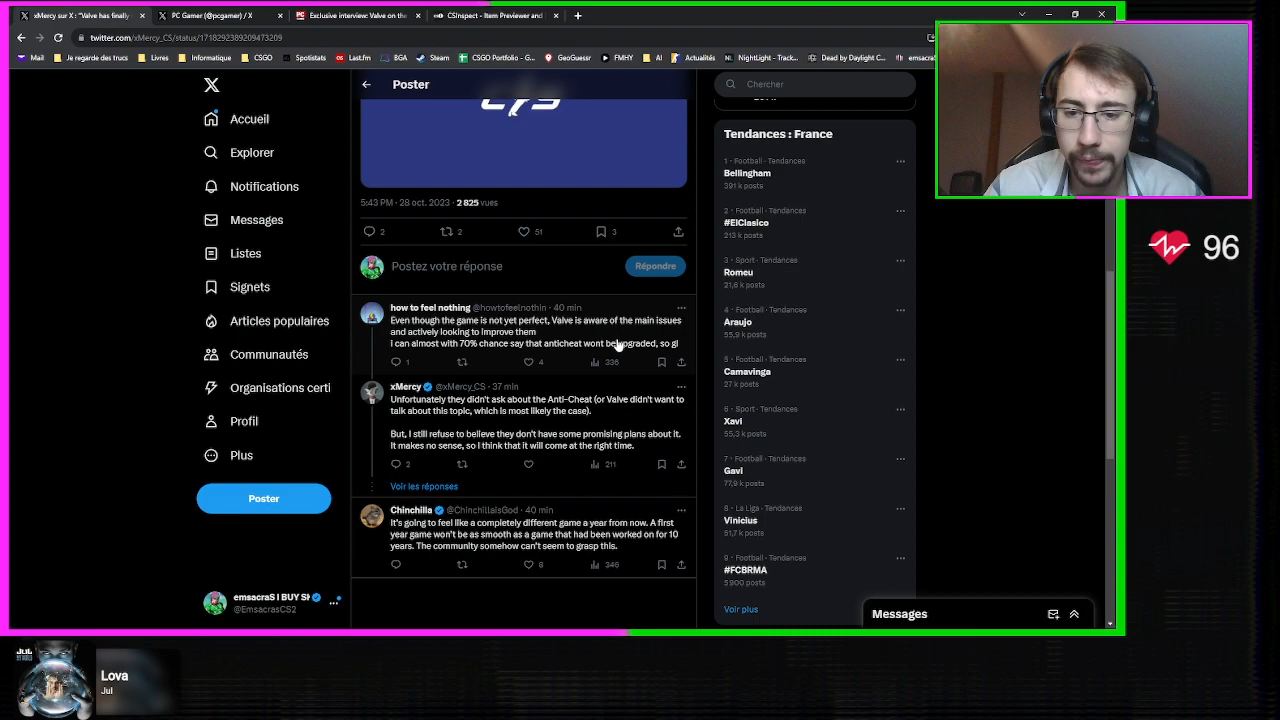 xMercy sur X : "Valve has finally
PC Gamer (@pcgamer) / X
Exclusive interview: Valve on the
CSInspect - Item Previewer and
twitter.com/xMercy_CS/status/1718292389209473209
Mail
Je regarde des trucs
Livres
Informatique
CSGO
Spotistats
Last.fm
BGA
Steam
CSGO Portfolio - G...
GeoGuessr
FMHY
AI
Actualités
NightLight - Track...
Dead by Daylight C...
emsacras
Poster
Chercher
Accueil
Explorer
Notifications
Messages
Listes
Signets
Articles populaires
Communautés
Organisations certi
Profil
Plus
Poster
emsacraS I BUY SK
@EmsacrasCS2
5:43 PM · 28 oct. 2023 · 2 825 vues
2
2
51
3
Postez votre réponse
Répondre
how to feel nothing @howtofeelnothin · 40 min
Even though the game is not yet perfect, Valve is aware of the main issues
and actively looking to improve them
i can almost with 70% chance say that anticheat wont be upgraded, so gl
1
4
336
xMercy @xMercy_CS · 37 min
Unfortunately they didn't ask about the Anti-Cheat (or Valve didn't want to
talk about this topic, which is most likely the case).
But, I still refuse to believe they don't have some promising plans about it.
It makes no sense, so I think that it will come at the right time.
2
211
Voir les réponses
Chinchilla @ChinchillaisGod · 40 min
It's going to feel like a completely different game a year from now. A first
year game won't be as smooth as a game that had been worked on for 10
years. The community somehow can't seem to grasp this.
6
346
Tendances : France
1 · Football · Tendances
Bellingham
391 k posts
2 · Football · Tendances
#ElClasico
213 k posts
3 · Sport · Tendances
Romeu
21,6 k posts
4 · Football · Tendances
Araujo
55,9 k posts
5 · Football · Tendances
Camavinga
27 k posts
6 · Sport · Tendances
Xavi
55,3 k posts
7 · Football · Tendances
Gavi
77,9 k posts
8 · La Liga · Tendances
Vinicius
51,7 k posts
9 · Football · Tendances
#FCBRMA
5 900 posts
Voir plus
Messages
96
JUL
Lova
Jul